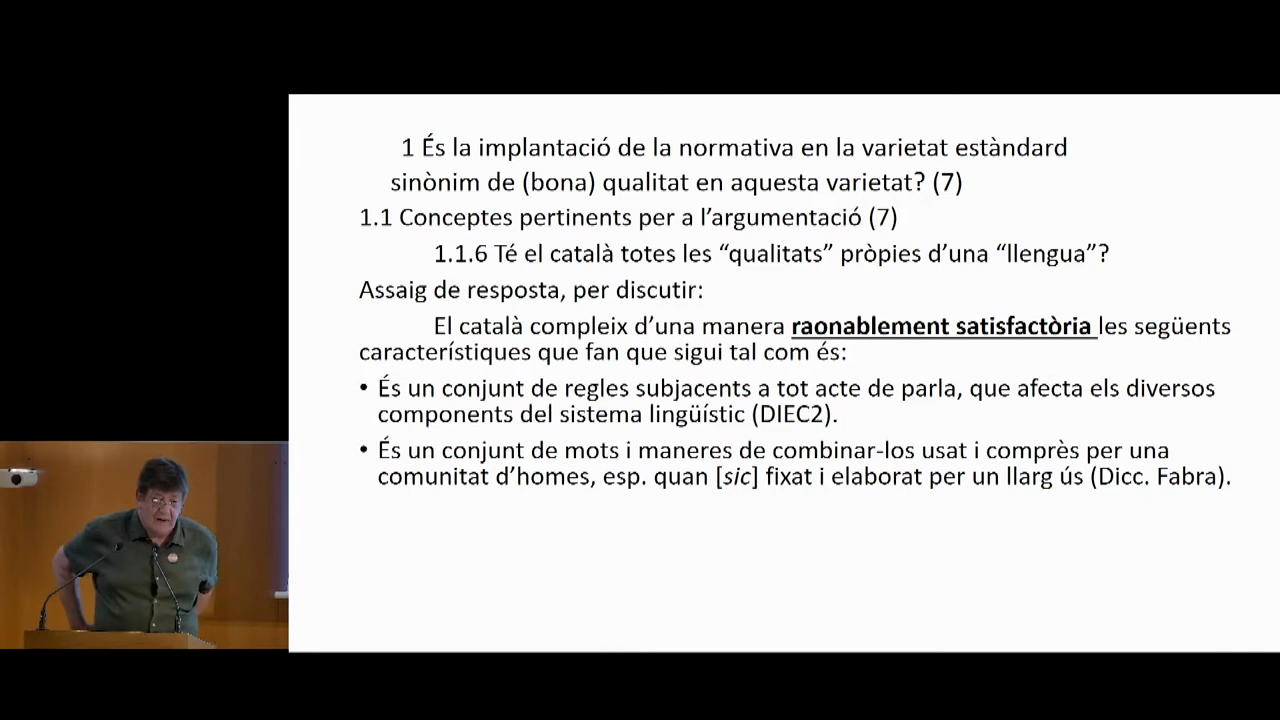 1 És la implantació de la normativa en la varietat estàndard
sinònim de (bona) qualitat en aquesta varietat? (7)
1.1 Conceptes pertinents per a l’argumentació (7)
1.1.6 Té el català totes les “qualitats” pròpies d’una “llengua”?
Assaig de resposta, per discutir:
El català compleix d’una manera raonablement satisfactòria les següents
característiques que fan que sigui tal com és:
• És un conjunt de regles subjacents a tot acte de parla, que afecta els diversos
components del sistema lingüístic (DIEC2).
• És un conjunt de mots i maneres de combinar-los usat i comprès per una
comunitat d’homes, esp. quan [sic] fixat i elaborat per un llarg ús (Dicc. Fabra).